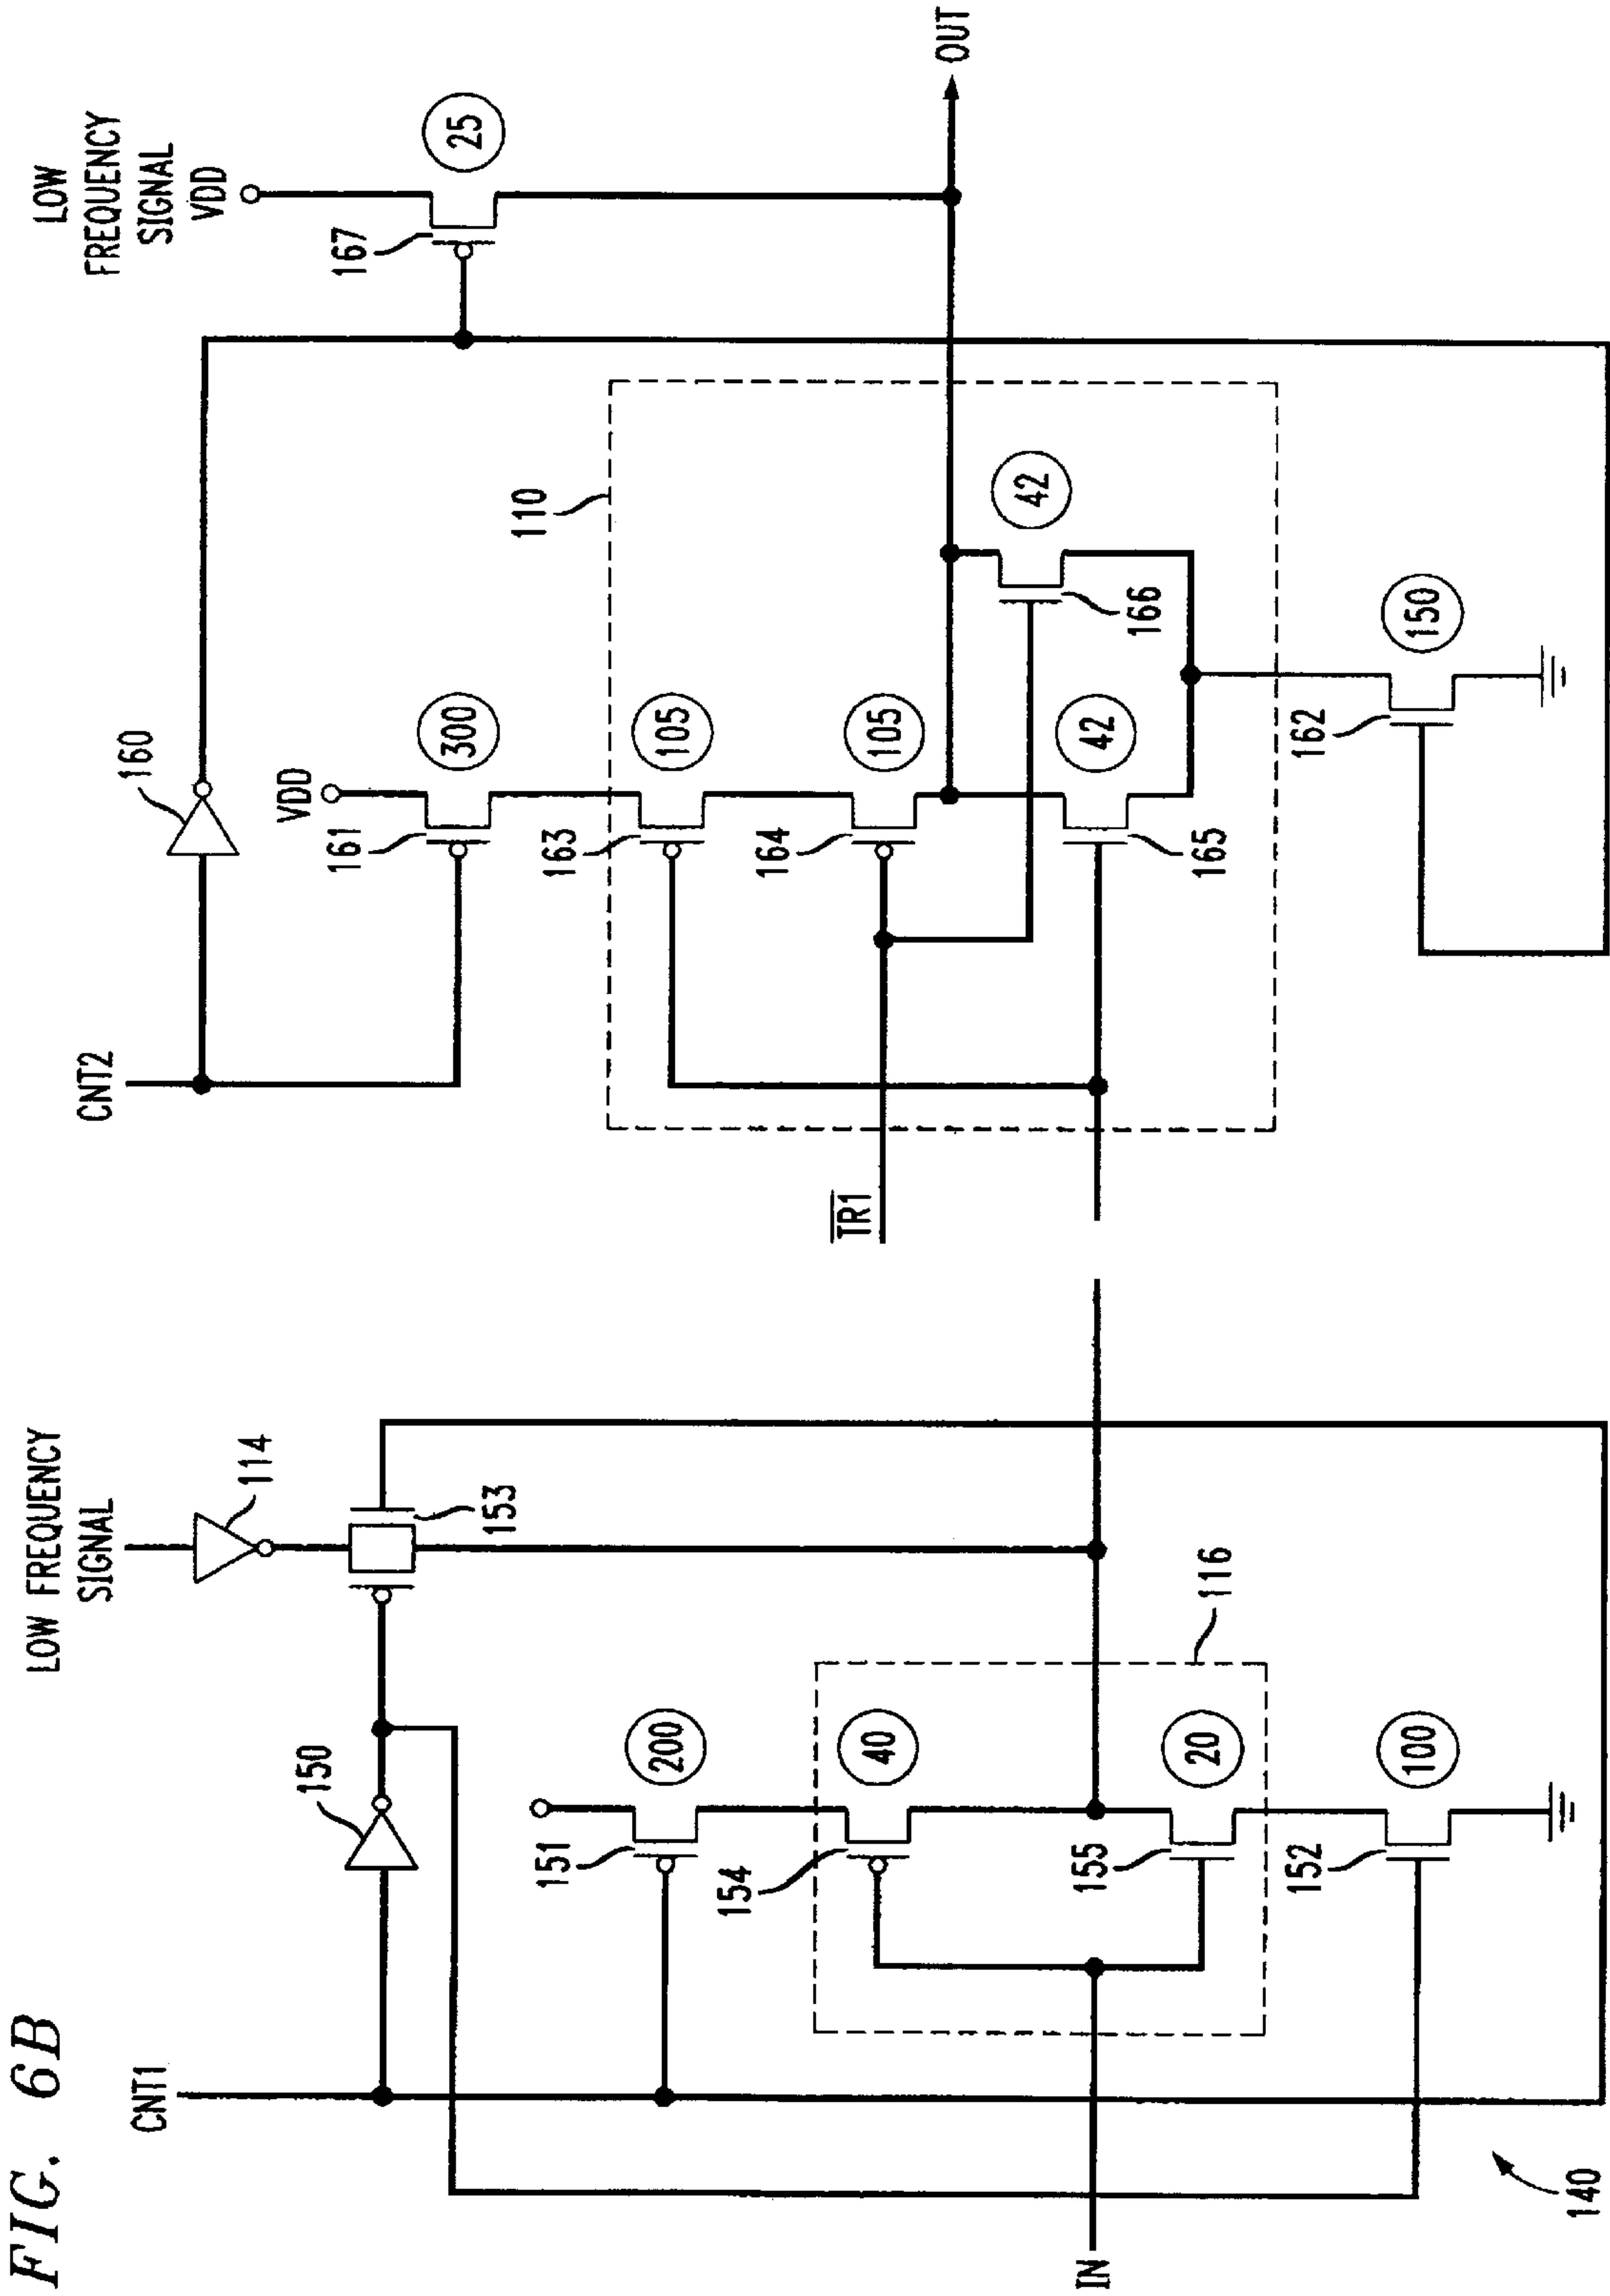 FIG. 6B
LOW FREQUENCY
SIGNAL
114
153
CNT1
150
151
200
154
40
116
155
20
152
100
IN
140
CNT2
160
LOW
FREQUENCY
SIGNAL
VDD
167
25
VDD
161
300
110
163
105
164
105
TR1
166
42
165
42
162
150
OUT